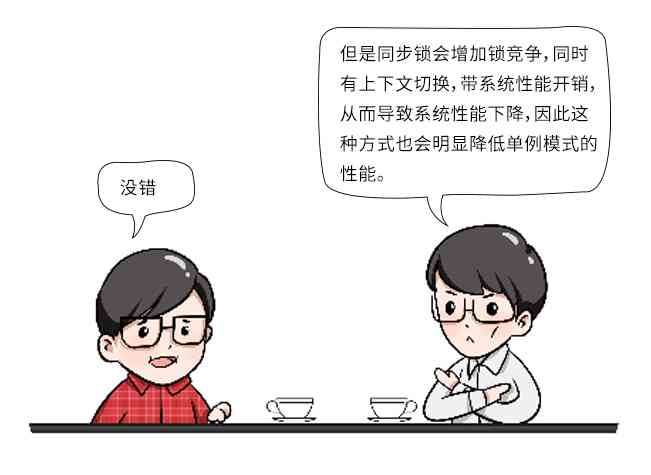 但是同步锁会增加锁竞争，同时
有上下文切换，带系统性能开销，
从而导致系统性能下降，因此这
种方式也会明显降低单例模式的
性能。
没错